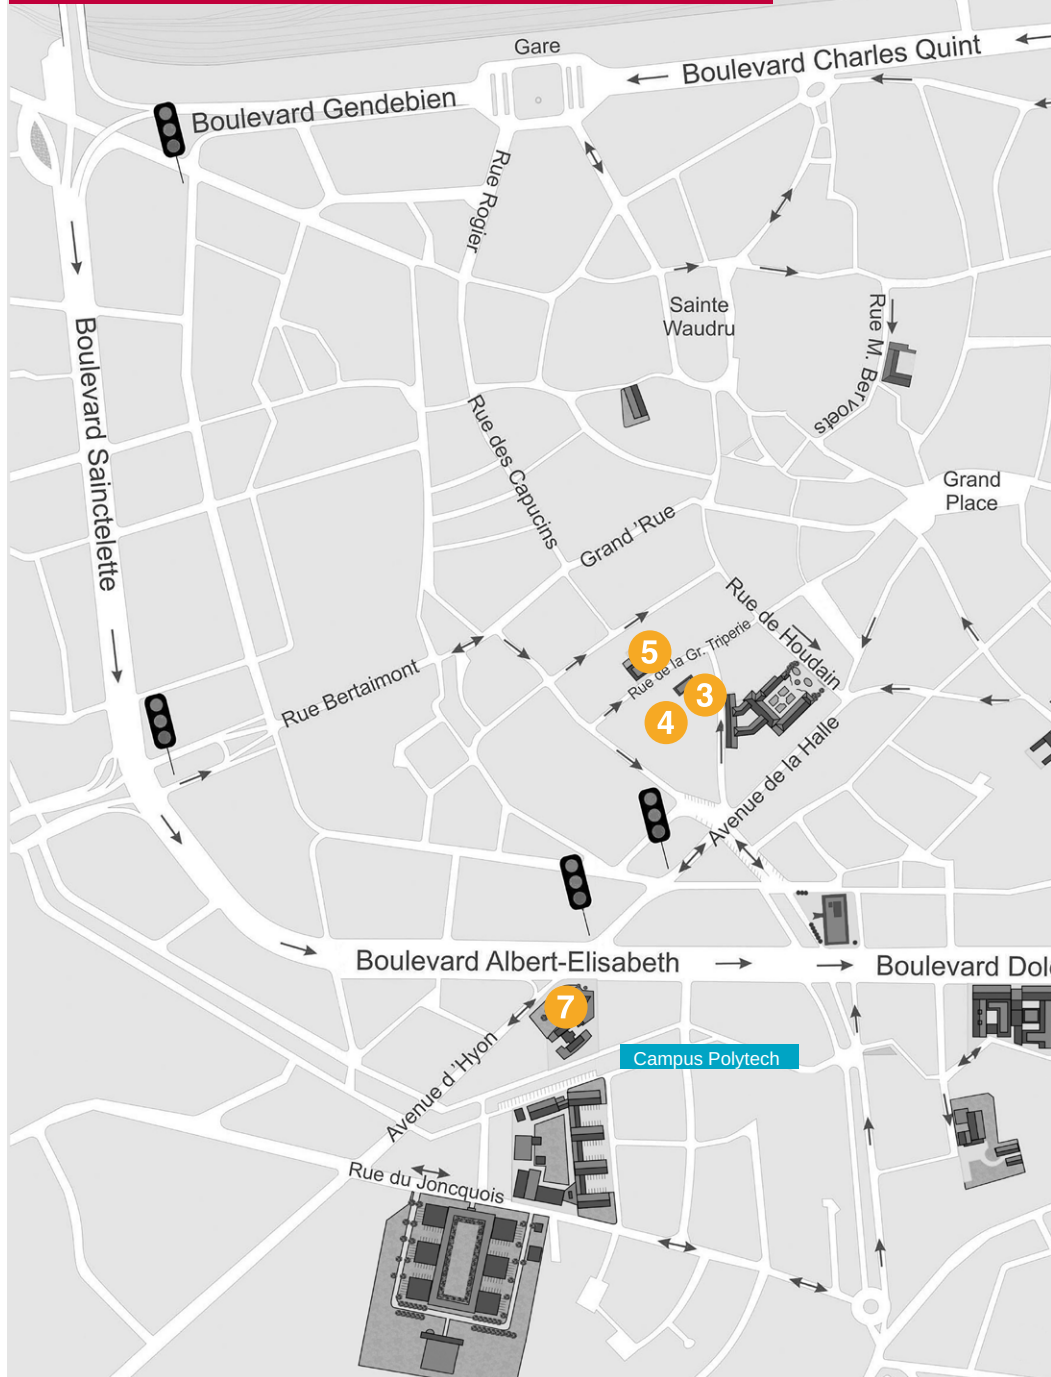 Gare
Boulevard Charles Quint
Boulevard Gendebien
Rue Rogier
Sainte
Waudru
Rue M. Bervoets
Boulevard Sainctelette
Rue des Capucins
Grand
Place
Grand 'Rue
Rue de Houdain
5
Rue de la Gr. Triperie
3
4
Rue Bertaimont
Avenue de la Halle
Boulevard Albert-Elisabeth
Boulevard Dol
7
Campus Polytech
Avenue d 'Hyon
Rue du Joncquois